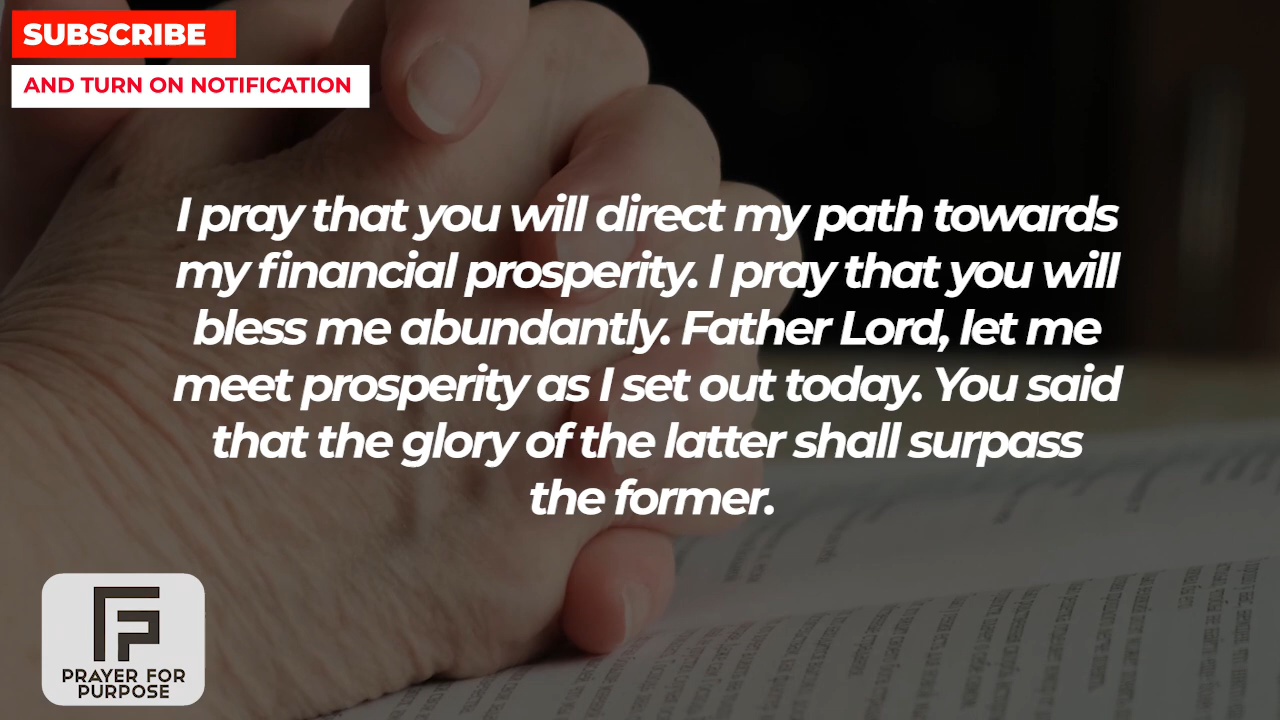 SUBSCRIBE
AND TURN ON NOTIFICATION
I pray that you will direct my path towards
my financial prosperity. I pray that you will
bless me abundantly. Father Lord, let me
meet prosperity as I set out today. You said
that the glory of the latter shall surpass
the former.
PRAYER FOR
PURPOSE